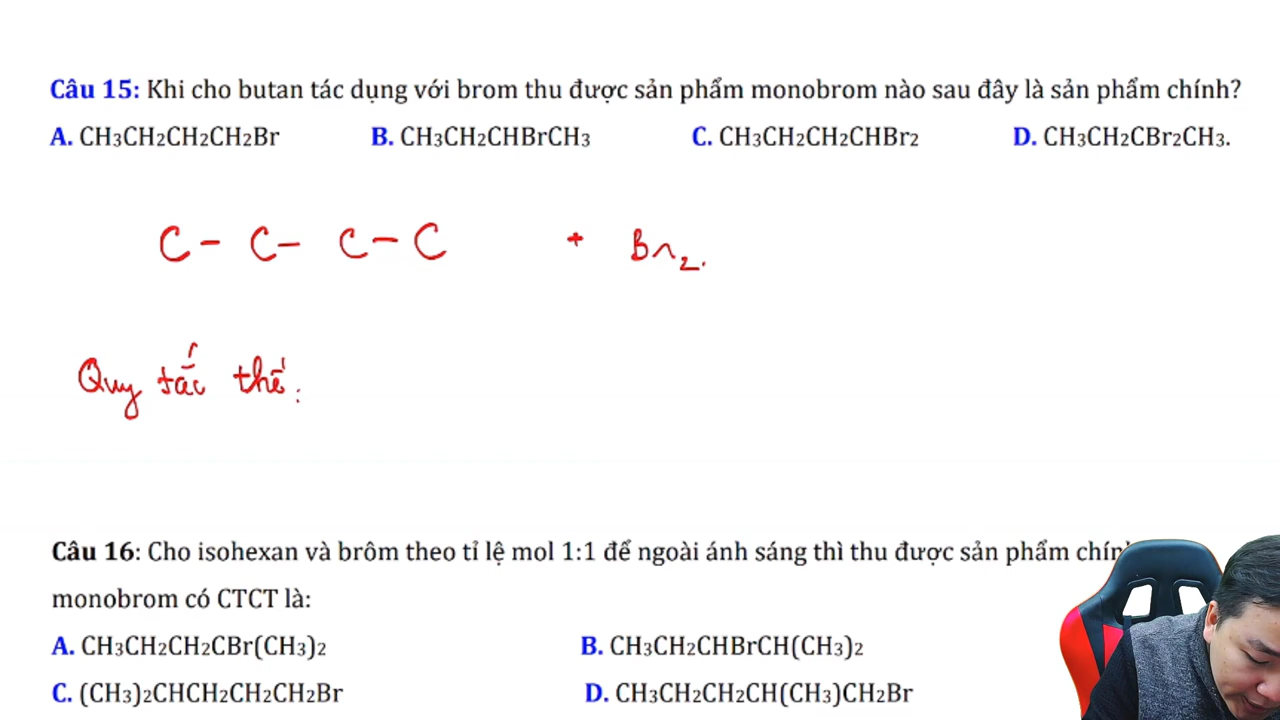 Câu 15: Khi cho butan tác dụng với brom thu được sản phẩm monobrom nào sau đây là sản phẩm chính?
A. CH3CH2CH2CH2Br B. CH3CH2CHBrCH3 C. CH3CH2CH2CHBr2 D. CH3CH2CBr2CH3.
C - C - C - C + Br2.
Quy tắc thế:
Câu 16: Cho isohexan và brôm theo tỉ lệ mol 1:1 để ngoài ánh sáng thì thu được sản phẩm
monobrom có CTCT là:
A. CH3CH2CH2CBr(CH3)2 B. CH3CH2CHBrCH(CH3)2
C. (CH3)2CHCH2CH2CH2Br D. CH3CH2CH2CH(CH3)CH2Br